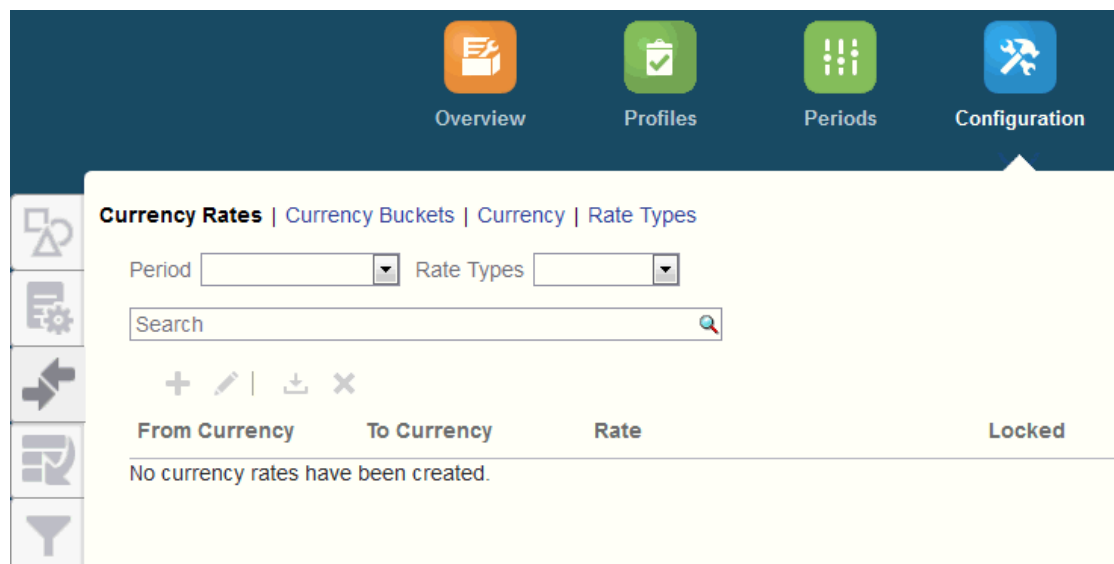 Overview Profiles Periods Configuration
Currency Rates | Currency Buckets | Currency | Rate Types
Period Rate Types
Search
From Currency To Currency Rate Locked
No currency rates have been created.